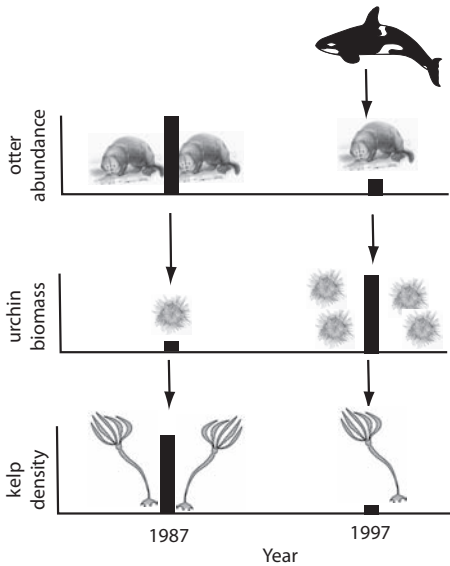 otter
abundance
urchin
biomass
kelp
density
1987
1997
Year